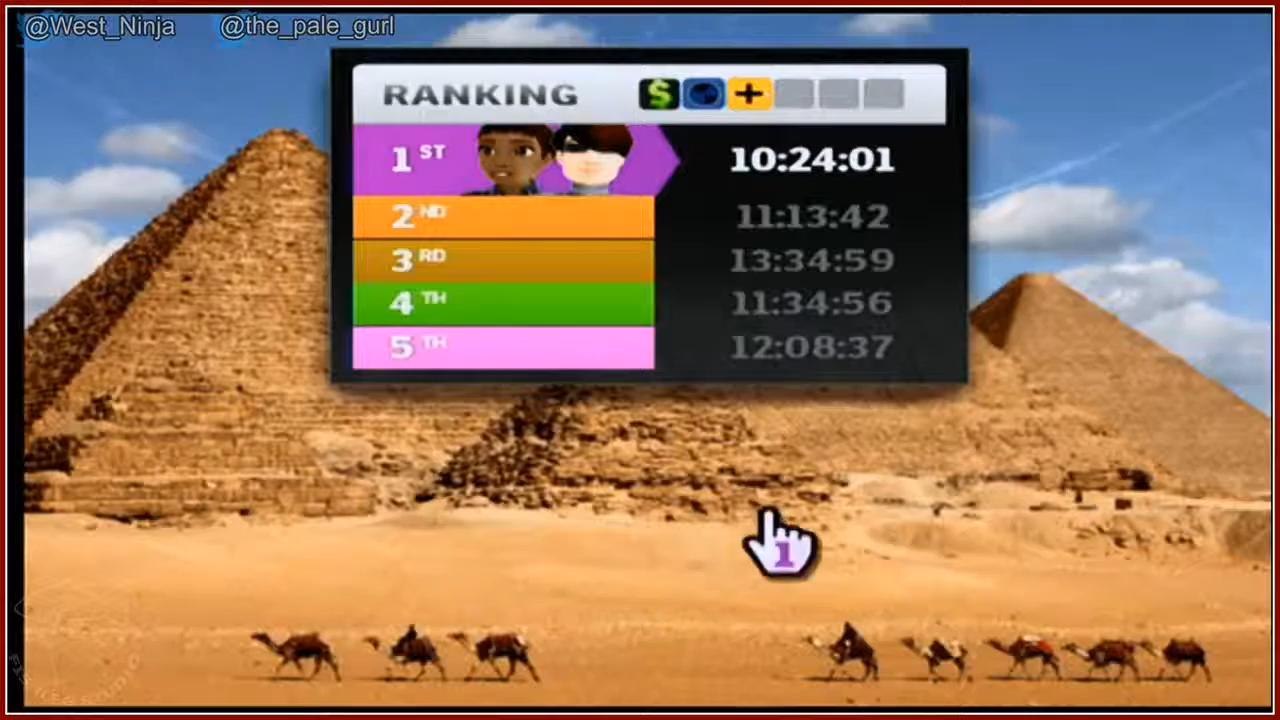 @West_Ninja @the_pale_gurl
RANKING
1ST 10:24:01
2ND 11:13:42
3RD 13:34:59
4TH 11:34:56
5TH 12:08:37
1